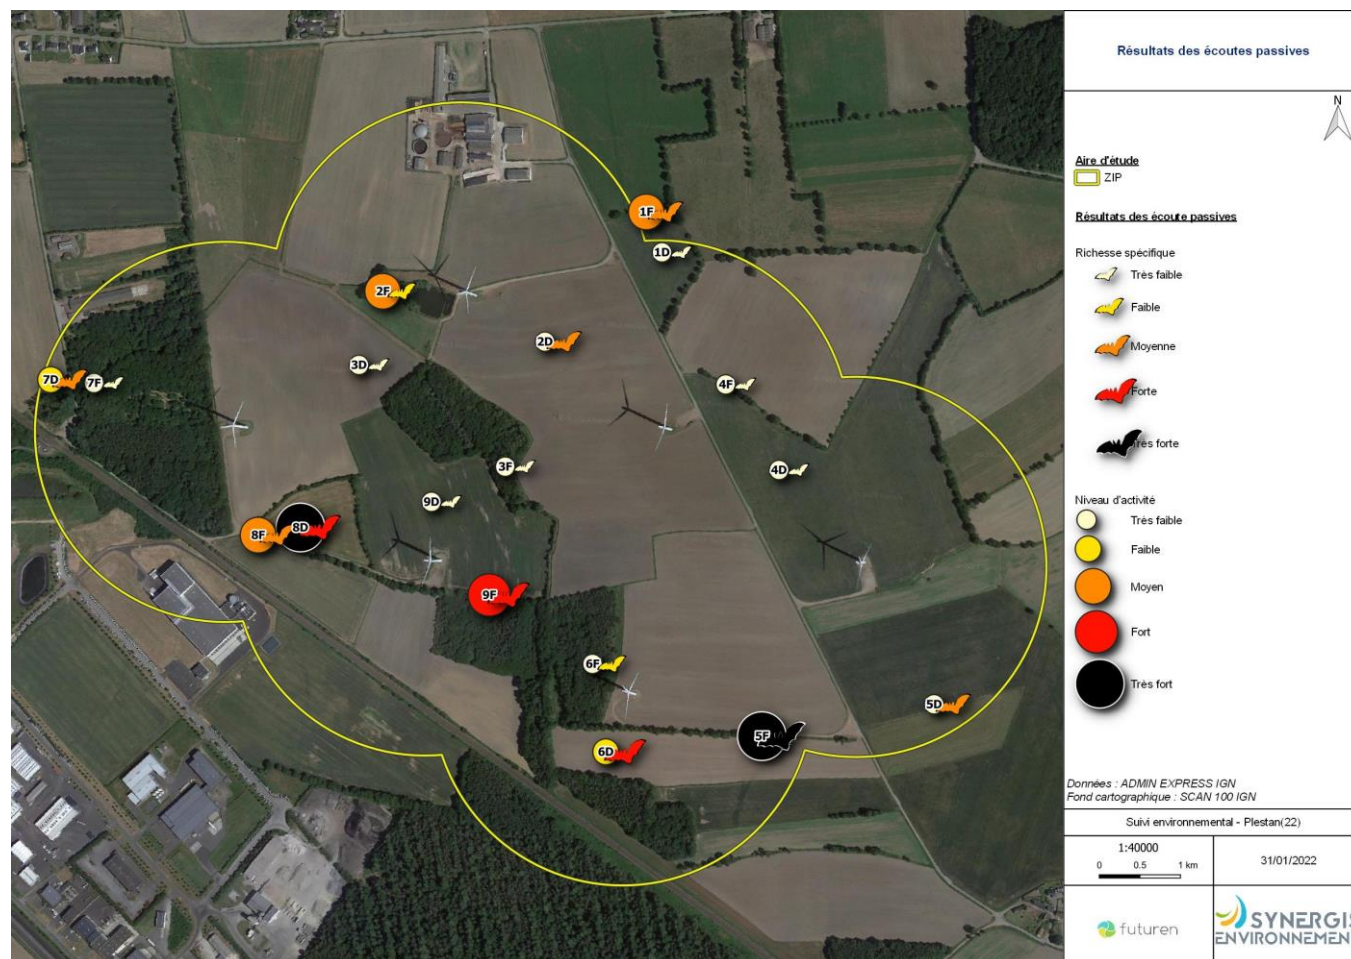 Résultats des écoutes passives
N
Aire d'étude
ZIP
Résultats des écoute passives
Richesse spécifique
Très faible
Faible
Moyenne
Forte
Très forte
Niveau d'activité
Très faible
Faible
Moyen
Fort
Très fort
Données : ADMIN EXPRESS IGN
Fond cartographique : SCAN 100 IGN
Suivi environnemental - Plestan(22)
1:40000
0 0.5 1 km
31/01/2022
futuren
SYNERGIS
ENVIRONNEMENT
1F
1D
2F
2D
3D
7D
7F
4F
3F
4D
9D
8F
8D
9F
6F
5D
5F
6D